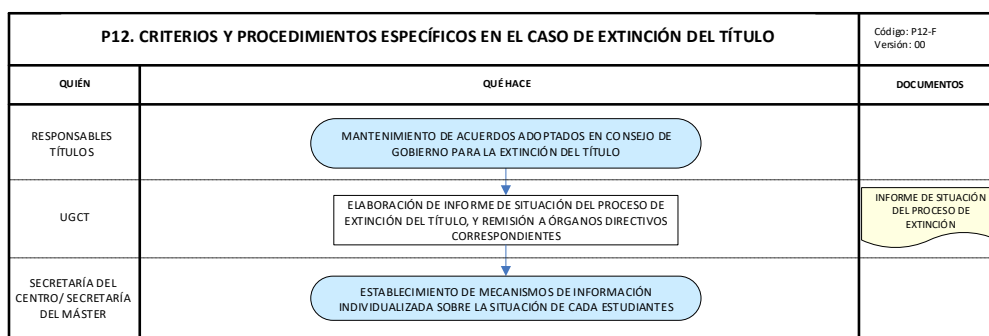 P12. CRITERIOS Y PROCEDIMIENTOS ESPECÍFICOS EN EL CASO DE EXTINCIÓN DEL TÍTULO
Código: P12-F
Versión: 00
QUIÉN
QUÉ HACE
DOCUMENTOS
RESPONSABLES
TÍTULOS
MANTENIMIENTO DE ACUERDOS ADOPTADOS EN CONSEJO DE
GOBIERNO PARA LA EXTINCIÓN DEL TÍTULO
UGCT
ELABORACIÓN DE INFORME DE SITUACIÓN DEL PROCESO DE
EXTINCIÓN DEL TÍTULO, Y REMISIÓN A ÓRGANOS DIRECTIVOS
CORRESPONDIENTES
INFORME DE SITUACIÓN
DEL PROCESO DE
EXTINCIÓN
SECRETARÍA DEL
CENTRO/ SECRETARÍA
DEL MÁSTER
ESTABLECIMIENTO DE MECANISMOS DE INFORMACIÓN
INDIVIDUALIZADA SOBRE LA SITUACIÓN DE CADA ESTUDIANTES